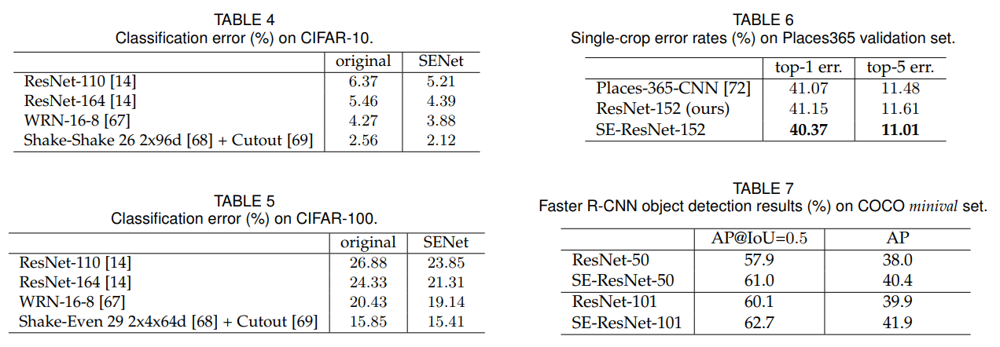 TABLE 4
Classification error (%) on CIFAR-10.
original SENet
ResNet-110 [14] 6.37 5.21
ResNet-164 [14] 5.46 4.39
WRN-16-8 [67] 4.27 3.88
Shake-Shake 26 2x96d [68] + Cutout [69] 2.56 2.12
TABLE 5
Classification error (%) on CIFAR-100.
original SENet
ResNet-110 [14] 26.88 23.85
ResNet-164 [14] 24.33 21.31
WRN-16-8 [67] 20.43 19.14
Shake-Even 29 2x4x64d [68] + Cutout [69] 15.85 15.41
TABLE 6
Single-crop error rates (%) on Places365 validation set.
top-1 err. top-5 err.
Places-365-CNN [72] 41.07 11.48
ResNet-152 (ours) 41.15 11.61
SE-ResNet-152 40.37 11.01
TABLE 7
Faster R-CNN object detection results (%) on COCO minival set.
AP@IoU=0.5 AP
ResNet-50 57.9 38.0
SE-ResNet-50 61.0 40.4
ResNet-101 60.1 39.9
SE-ResNet-101 62.7 41.9